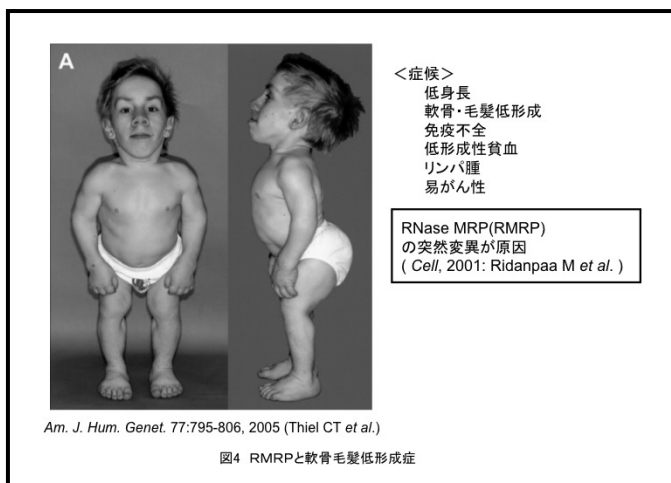 A
<症候>
低身長
軟骨・毛髪低形成
免疫不全
低形成性貧血
リンパ腫
易がん性
RNase MRP(RMRP)
の突然変異が原因
( Cell, 2001: Ridanpaa M et al. )
Am. J. Hum. Genet. 77:795-806, 2005 (Thiel CT et al.)
図4 RMRPと軟骨毛髪低形成症